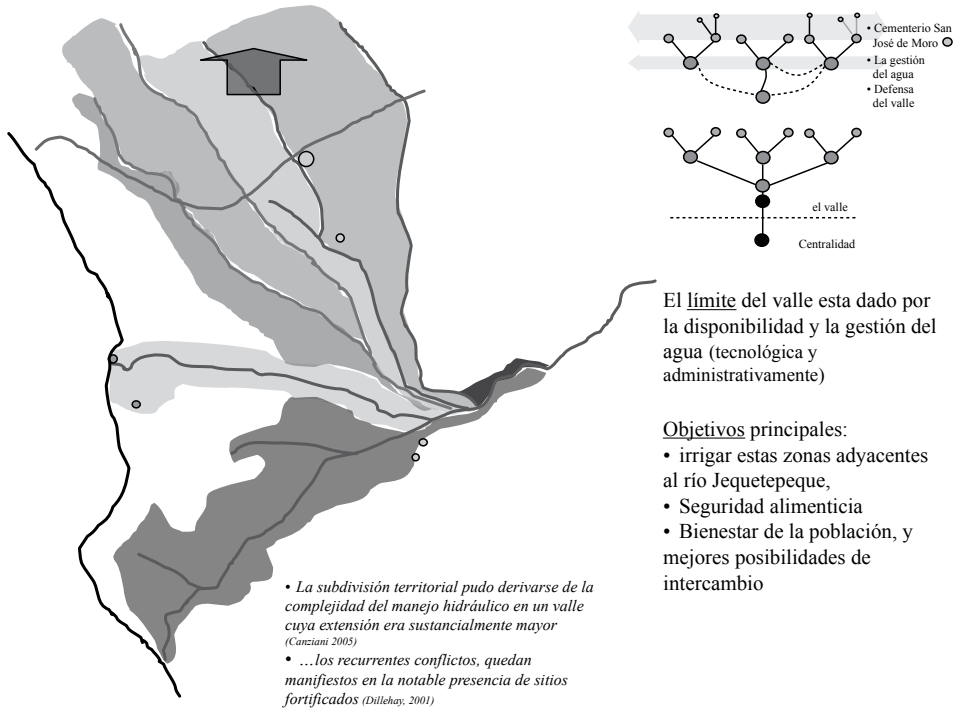 • Cementerio San
José de Moro
• La gestión
del agua
• Defensa
del valle
el valle
Centralidad
El límite del valle esta dado por
la disponibilidad y la gestión del
agua (tecnológica y
administrativamente)
Objetivos principales:
• irrigar estas zonas adyacentes
al río Jequetepeque,
• Seguridad alimenticia
• Bienestar de la población, y
mejores posibilidades de
intercambio
• La subdivisión territorial pudo derivarse de la
complejidad del manejo hidráulico en un valle
cuya extensión era sustancialmente mayor
(Canziani 2005)
• …los recurrentes conflictos, quedan
manifiestos en la notable presencia de sitios
fortificados (Dillehay, 2001)